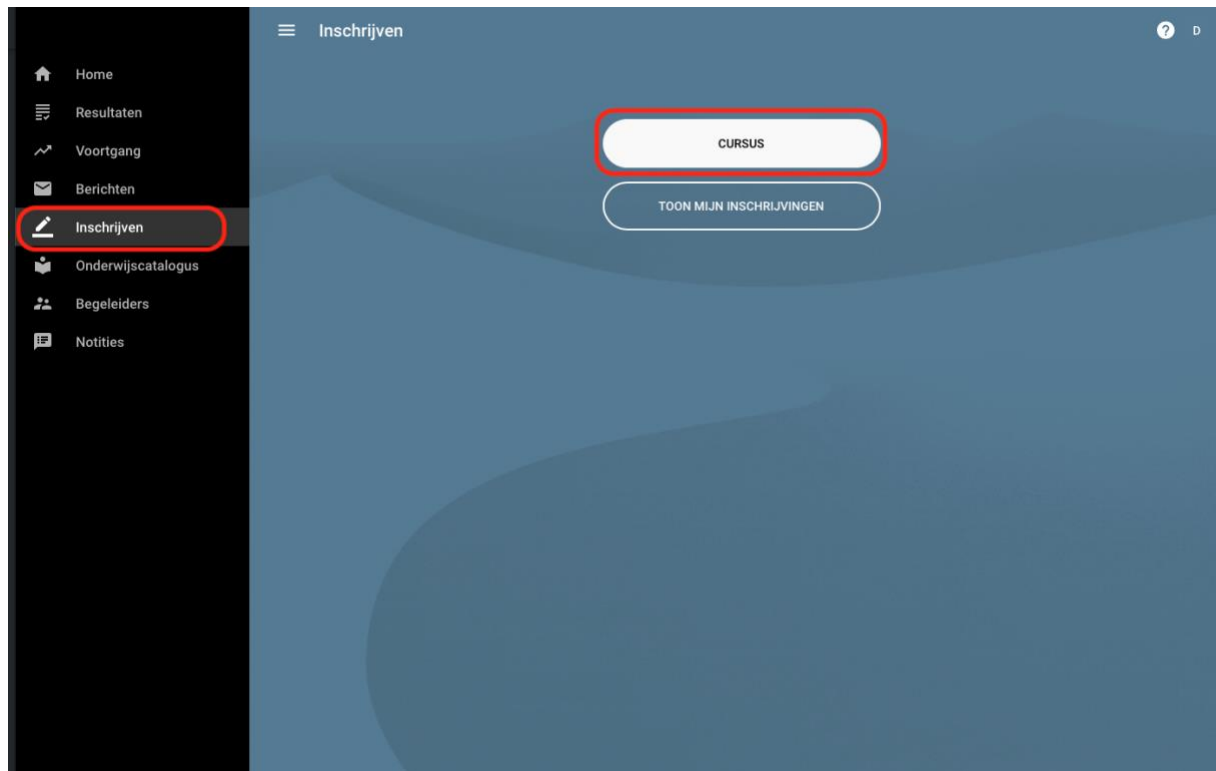 Inschrijven
? D
Home
Resultaten
Voortgang
Berichten
Inschrijven
Onderwijscatalogus
Begeleiders
Notities
CURSUS
TOON MIJN INSCHRIJVINGEN